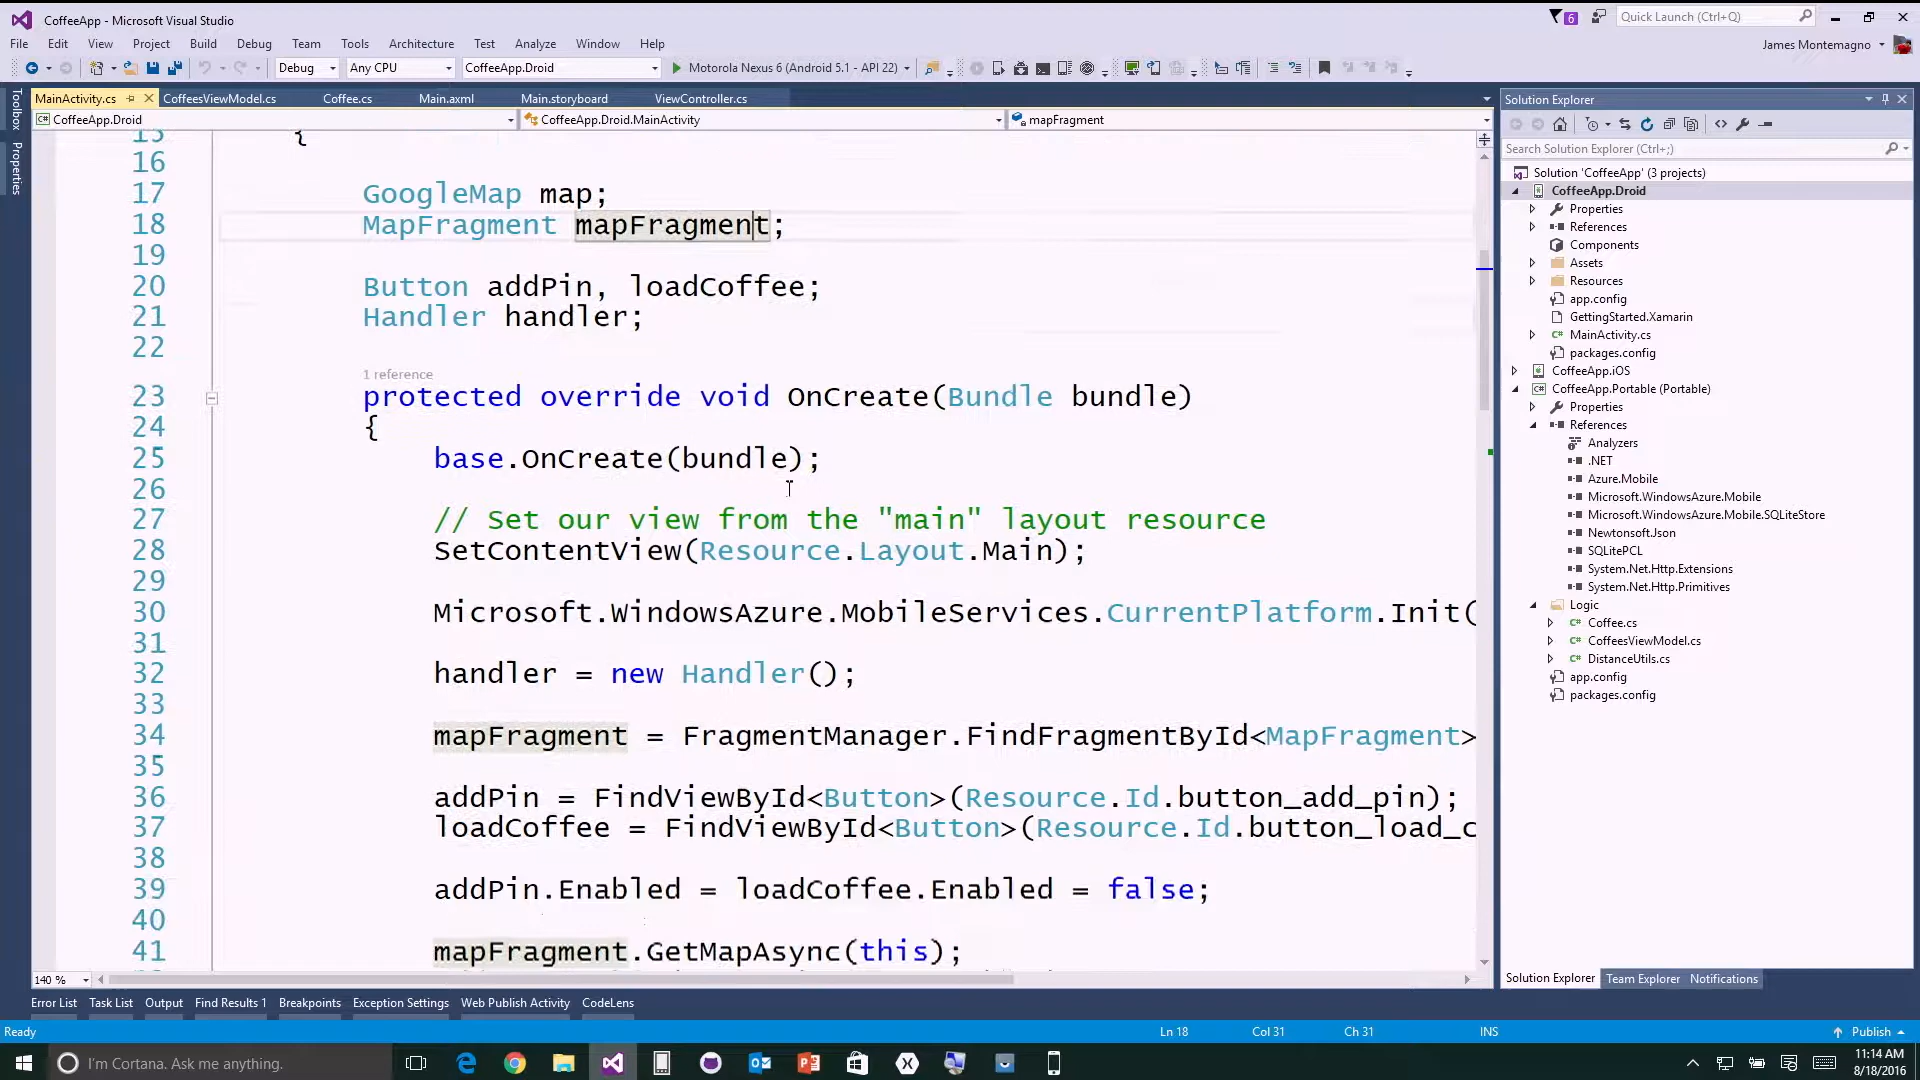 CoffeeApp - Microsoft Visual Studio
6
Quick Launch (Ctrl+Q)
File Edit View Project Build Debug Team Tools Architecture Test Analyze Window Help
James Montemagno
Debug Any CPU CoffeeApp.Droid Motorola Nexus 6 (Android 5.1 - API 22)
Toolbox
Properties
MainActivity.cs CoffeesViewModel.cs Coffee.cs Main.axml Main.storyboard ViewController.cs
CoffeeApp.Droid CoffeeApp.Droid.MainActivity mapFragment
15 {
16
17 GoogleMap map;
18 MapFragment mapFragment;
19
20 Button addPin, loadCoffee;
21 Handler handler;
22
1 reference
23 protected override void OnCreate(Bundle bundle)
24 {
25 base.OnCreate(bundle);
26
27 // Set our view from the "main" layout resource
28 SetContentView(Resource.Layout.Main);
29
30 Microsoft.WindowsAzure.MobileServices.CurrentPlatform.Init(
31
32 handler = new Handler();
33
34 mapFragment = FragmentManager.FindFragmentById<MapFragment>
35
36 addPin = FindViewById<Button>(Resource.Id.button_add_pin);
37 loadCoffee = FindViewById<Button>(Resource.Id.button_load_c
38
39 addPin.Enabled = loadCoffee.Enabled = false;
40
41 mapFragment.GetMapAsync(this);
140 %
Solution Explorer
Search Solution Explorer (Ctrl+;)
Solution 'CoffeeApp' (3 projects)
CoffeeApp.Droid
Properties
References
Components
Assets
Resources
app.config
GettingStarted.Xamarin
MainActivity.cs
packages.config
CoffeeApp.iOS
CoffeeApp.Portable (Portable)
Properties
References
Analyzers
.NET
Azure.Mobile
Microsoft.WindowsAzure.Mobile
Microsoft.WindowsAzure.Mobile.SQLiteStore
Newtonsoft.Json
SQLitePCL
System.Net.Http.Extensions
System.Net.Http.Primitives
Logic
Coffee.cs
CoffeesViewModel.cs
DistanceUtils.cs
app.config
packages.config
Solution Explorer Team Explorer Notifications
Error List Task List Output Find Results 1 Breakpoints Exception Settings Web Publish Activity CodeLens
Ready Ln 18 Col 31 Ch 31 INS Publish
I'm Cortana. Ask me anything.
11:14 AM
8/18/2016